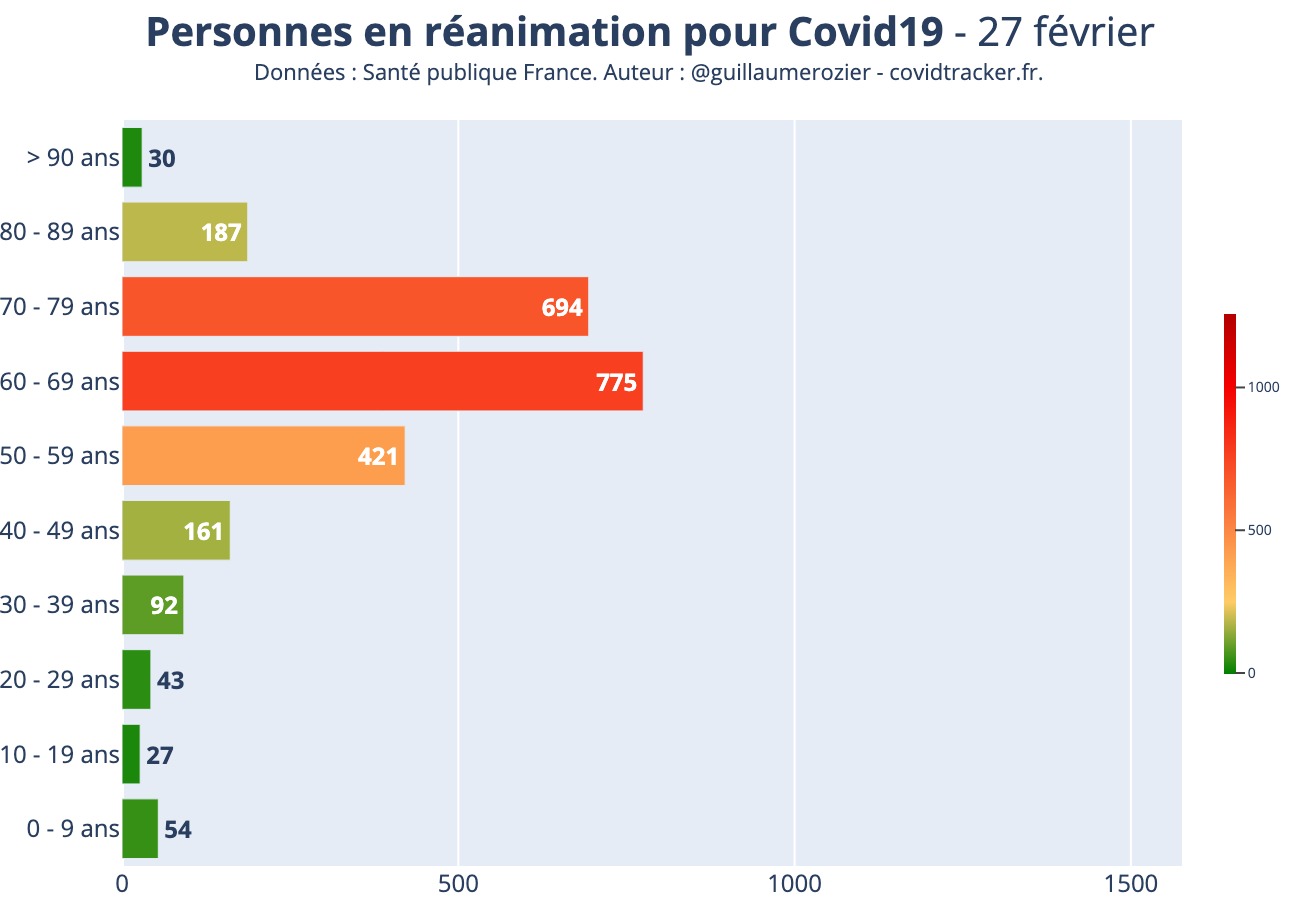 Personnes en réanimation pour Covid19 - 27 février
Données : Santé publique France. Auteur : @guillaumerozier - covidtracker.fr.
> 90 ans 30
80 - 89 ans 187
70 - 79 ans 694
60 - 69 ans 775
50 - 59 ans 421
40 - 49 ans 161
30 - 39 ans 92
20 - 29 ans 43
10 - 19 ans 27
0 - 9 ans 54
0 500 1000 1500
1000
500
0